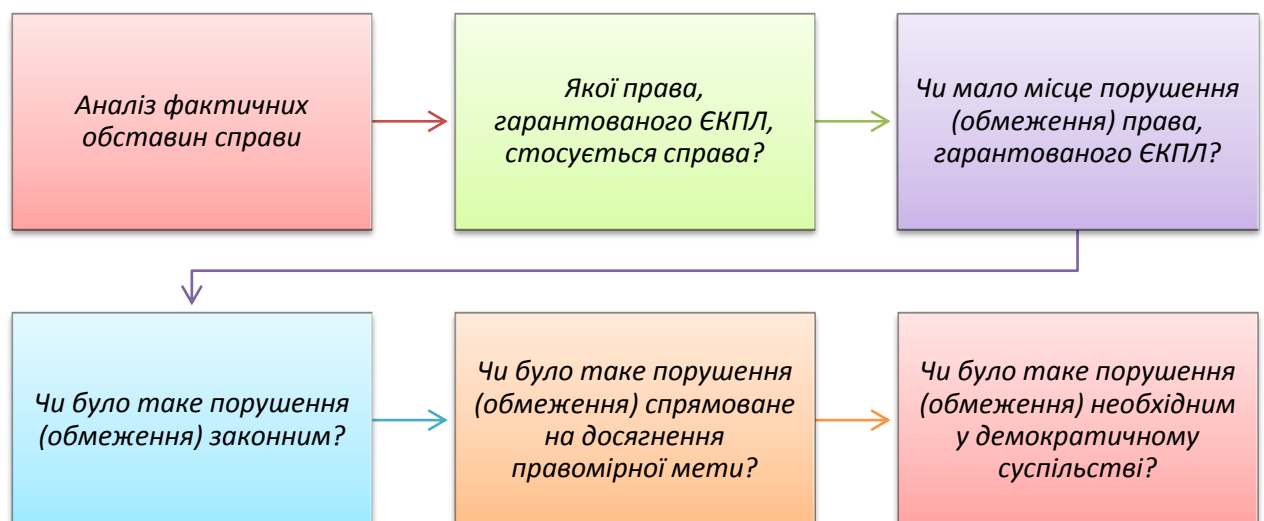 Аналіз фактичних
обставин справи
Якої права,
гарантованого ЄКПЛ,
стосується справа?
Чи мало місце порушення
(обмеження) права,
гарантованого ЄКПЛ?
Чи було таке порушення
(обмеження) законним?
Чи було таке порушення
(обмеження) спрямоване
на досягнення
правомірної мети?
Чи було таке порушення
(обмеження) необхідним
у демократичному
суспільстві?